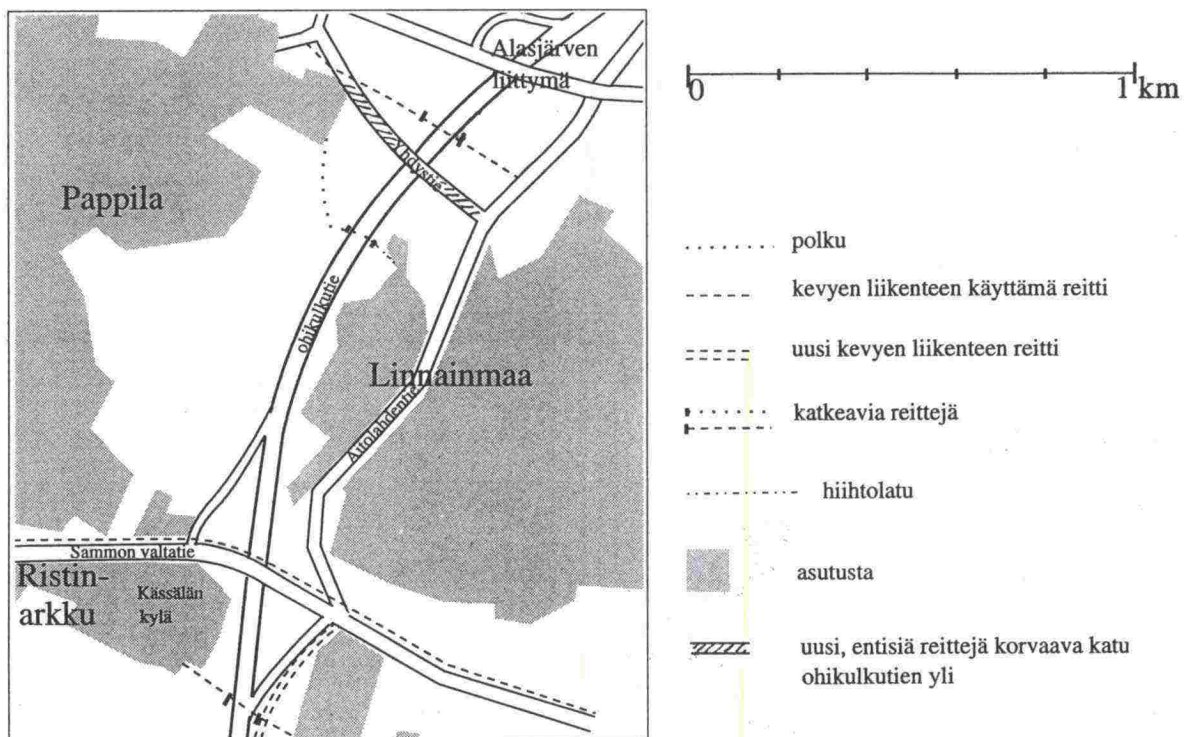 Alasjärven
liittymä
Yhdystie
Pappila
ohikulkutie
Linnainmaa
Aitolahdentie
Sammon valtatie
Ristin-
arkku
Kässälän
kylä
0
1 km
polku
kevyen liikenteen käyttämä reitti
uusi kevyen liikenteen reitti
katkeavia reittejä
hiihtolatu
asutusta
uusi, entisiä reittejä korvaava katu
ohikulkutien yli